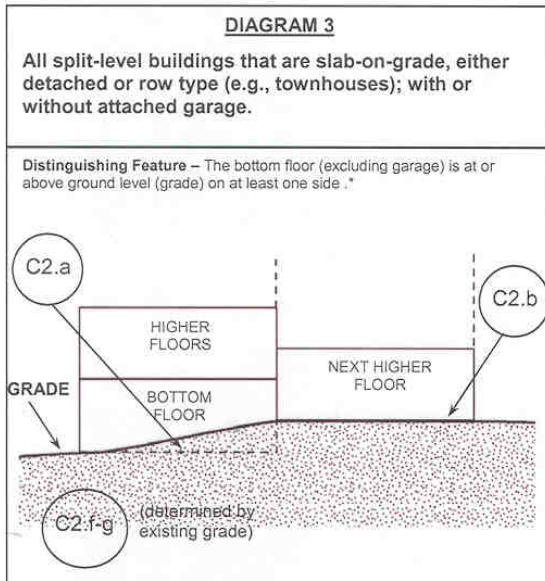 DIAGRAM 3
All split-level buildings that are slab-on-grade, either
detached or row type (e.g., townhouses); with or
without attached garage.
Distinguishing Feature – The bottom floor (excluding garage) is at or
above ground level (grade) on at least one side .*
C2.a
C2.b
HIGHER
FLOORS
NEXT HIGHER
FLOOR
GRADE
BOTTOM
FLOOR
C2.f-g
(determined by
existing grade)